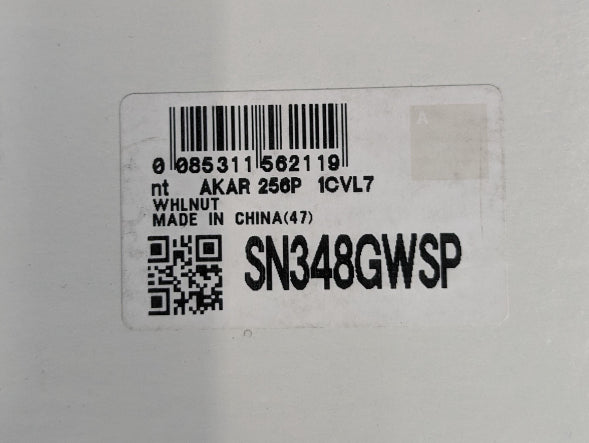 A
0 085311 562119
nt AKAR 256P 1CVL7
WHLNUT
MADE IN CHINA(47)
SN348GWSP